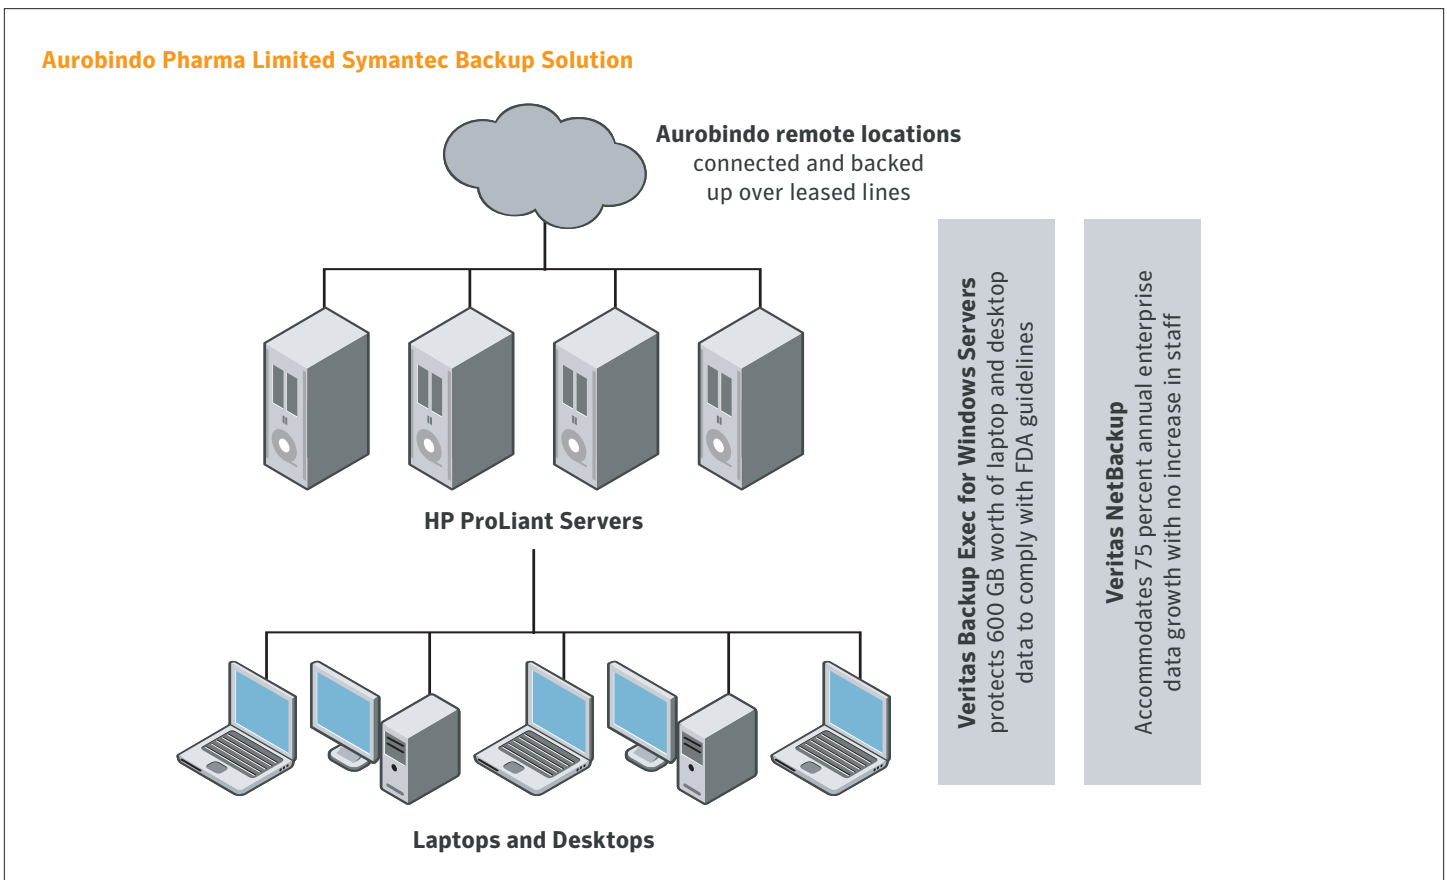 Aurobindo Pharma Limited Symantec Backup Solution
Aurobindo remote locations
connected and backed
up over leased lines
HP ProLiant Servers
Laptops and Desktops
Veritas Backup Exec for Windows Servers
protects 600 GB worth of laptop and desktop
data to comply with FDA guidelines
Veritas NetBackup
Accommodates 75 percent annual enterprise
data growth with no increase in staff